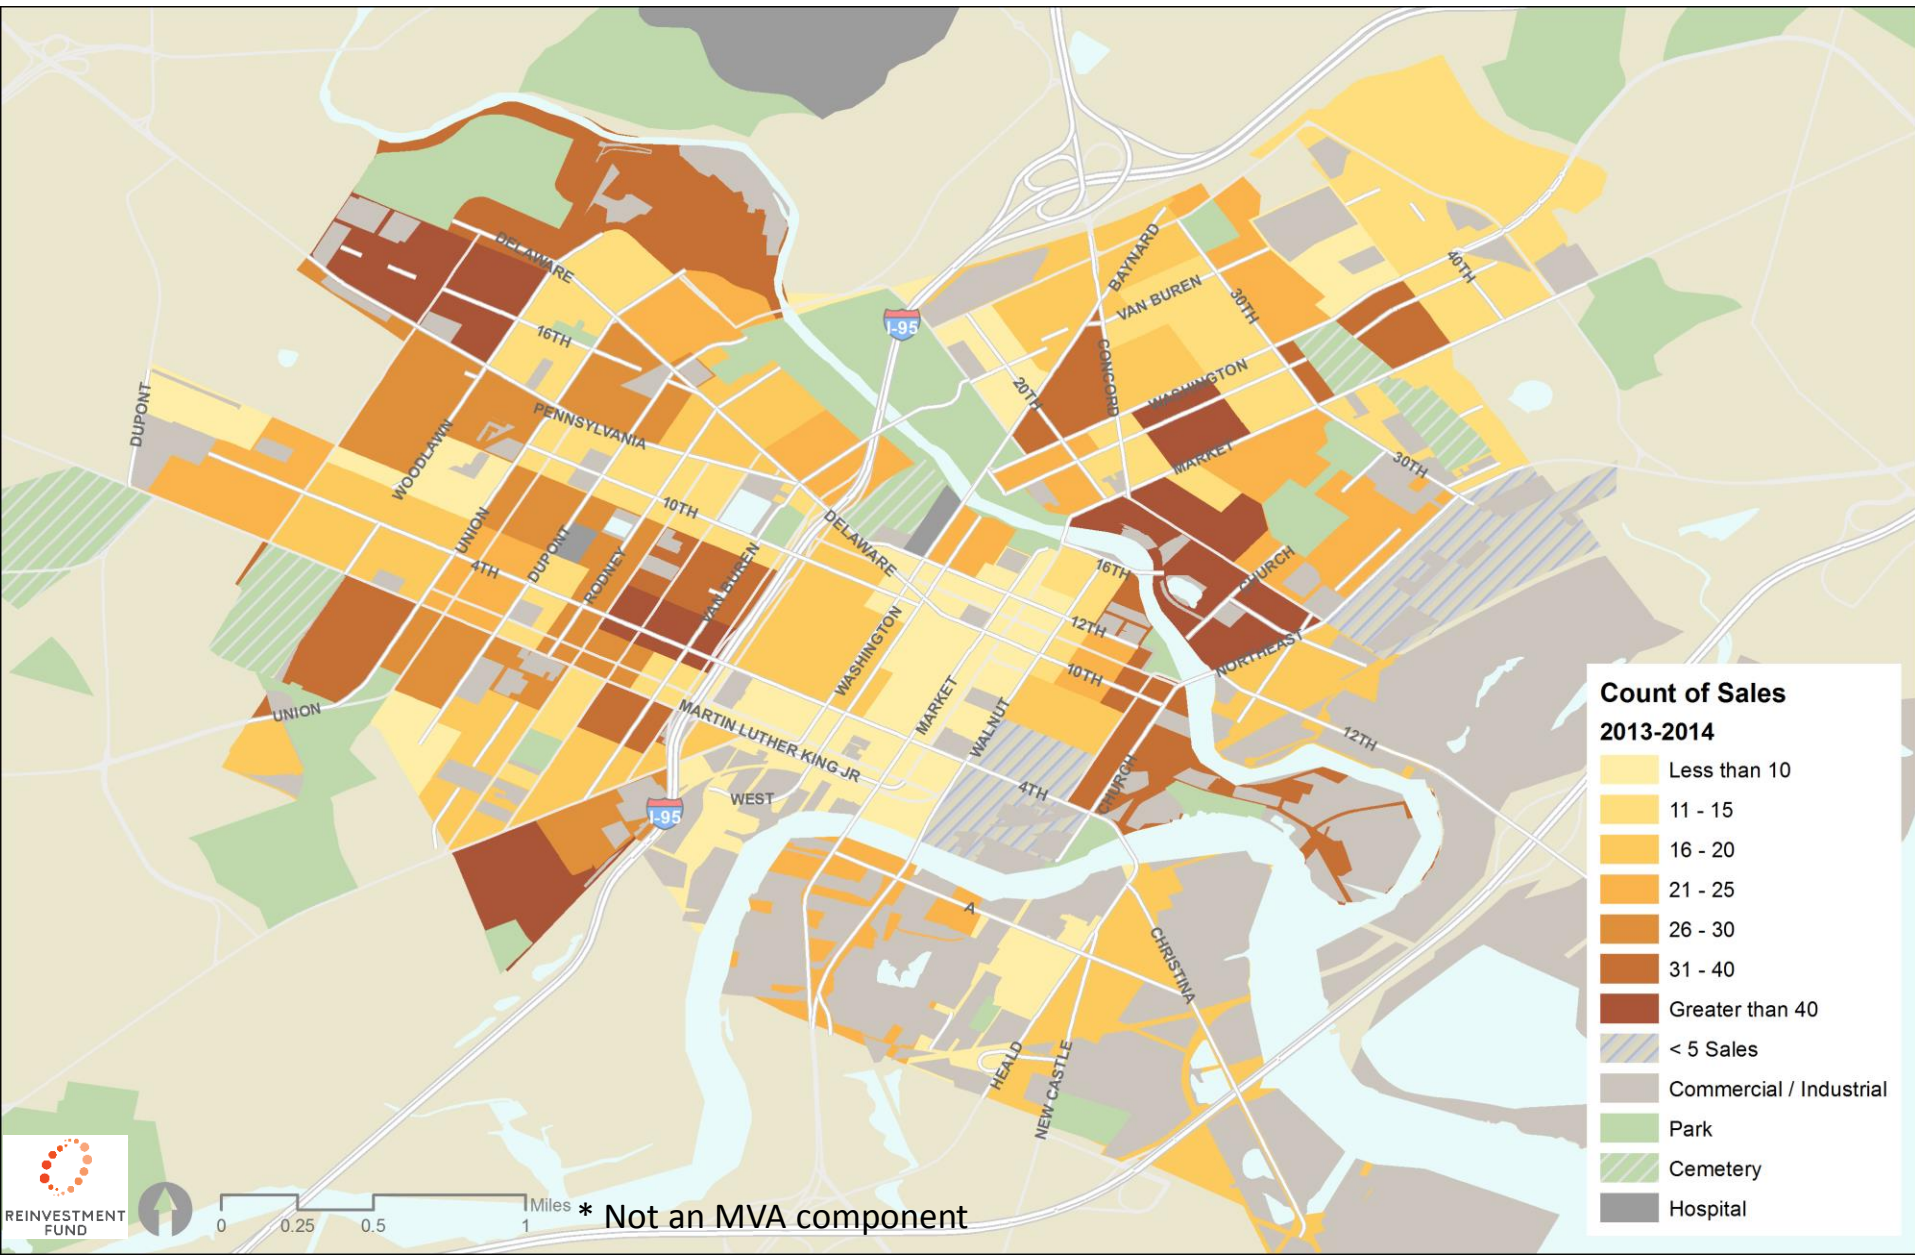 I-95
BAYNARD
DELAWARE
VAN BUREN
30TH
40TH
16TH
CONCORD
20TH
WASHINGTON
DUPONT
PENNSYLVANIA
WOODLAWN
MARKET
30TH
10TH
UNION
DELAWARE
4TH
DUPONT
RODNEY
VAN BUREN
16TH
CHURCH
12TH
WASHINGTON
10TH
NORTHEAST
UNION
MARKET
WALNUT
MARTIN LUTHER KING JR
12TH
WEST
4TH
CHURCH
I-95
A
CHRISTINA
HEALD
NEW CASTLE
Count of Sales
2013-2014
Less than 10
11 - 15
16 - 20
21 - 25
26 - 30
31 - 40
Greater than 40
< 5 Sales
Commercial / Industrial
Park
Cemetery
Hospital
REINVESTMENT
FUND
0 0.25 0.5 1
Miles
* Not an MVA component